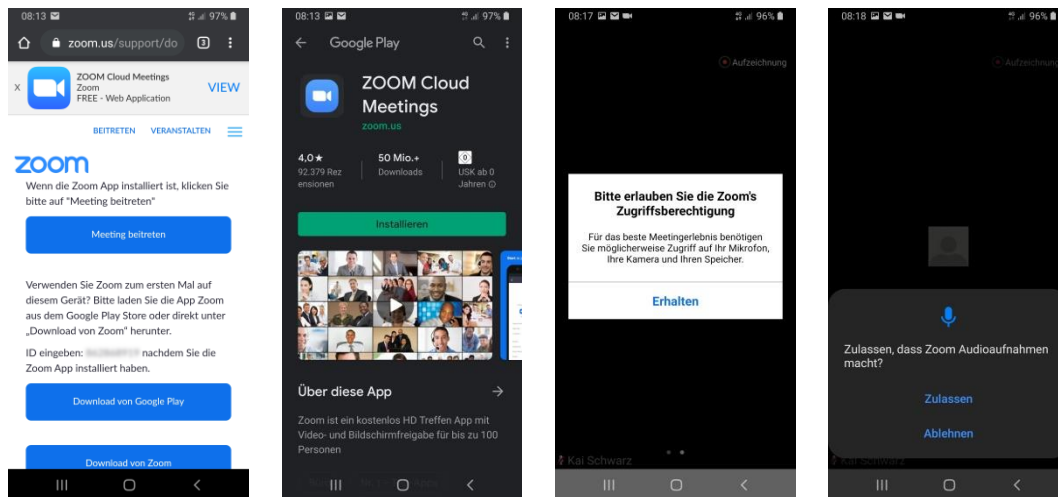 08:13
97%
zoom.us/support/do
3
ZOOM Cloud Meetings
Zoom
FREE - Web Application
X
VIEW
BEITRETEN VERANSTALTEN
zoom
Wenn die Zoom App installiert ist, klicken Sie
bitte auf "Meeting beitreten"
Meeting beitreten
Verwenden Sie Zoom zum ersten Mal auf
diesem Gerät? Bitte laden Sie die App Zoom
aus dem Google Play Store oder direkt unter
„Download von Zoom" herunter.
ID eingeben: nachdem Sie die
Zoom App installiert haben.
Download von Google Play
Download von Zoom
08:13
97%
Google Play
ZOOM Cloud
Meetings
zoom.us
4,0★
92.379 Rez
ensionen
50 Mio.+
Downloads
0
USK ab 0
Jahren
Installieren
Über diese App
Zoom ist ein kostenlos HD Treffen App mit
Video- und Bildschirmfreigabe für bis zu 100
Personen
08:17
96%
Aufzeichnung
Bitte erlauben Sie die Zoom's
Zugriffsberechtigung
Für das beste Meetingerlebnis benötigen
Sie möglicherweise Zugriff auf Ihr Mikrofon,
Ihre Kamera und Ihren Speicher.
Erhalten
Kai Schwarz
08:18
96%
Aufzeichnung
Zulassen, dass Zoom Audioaufnahmen
macht?
Zulassen
Ablehnen
Kai Schwarz